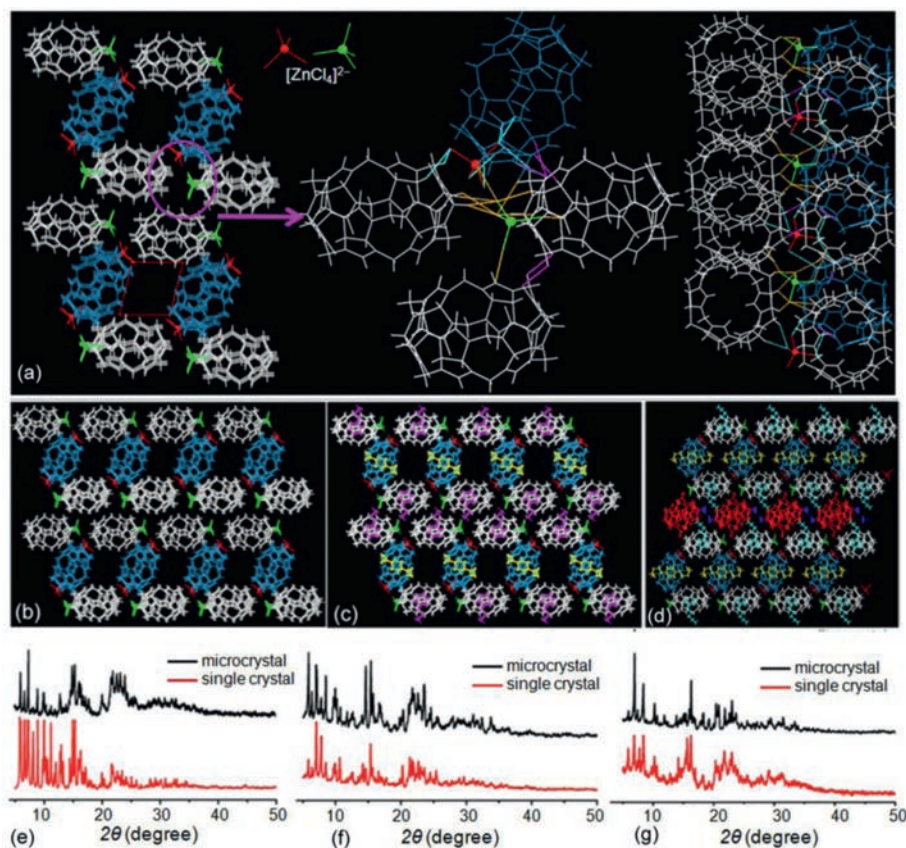 [ZnCl4]2−
(a)
(b)
(c)
(d)
microcrystal
single crystal
microcrystal
single crystal
microcrystal
single crystal
10 20 30 40 50
10 20 30 40 50
10 20 30 40 50
(e) 2θ (degree)
(f) 2θ (degree)
(g) 2θ (degree)